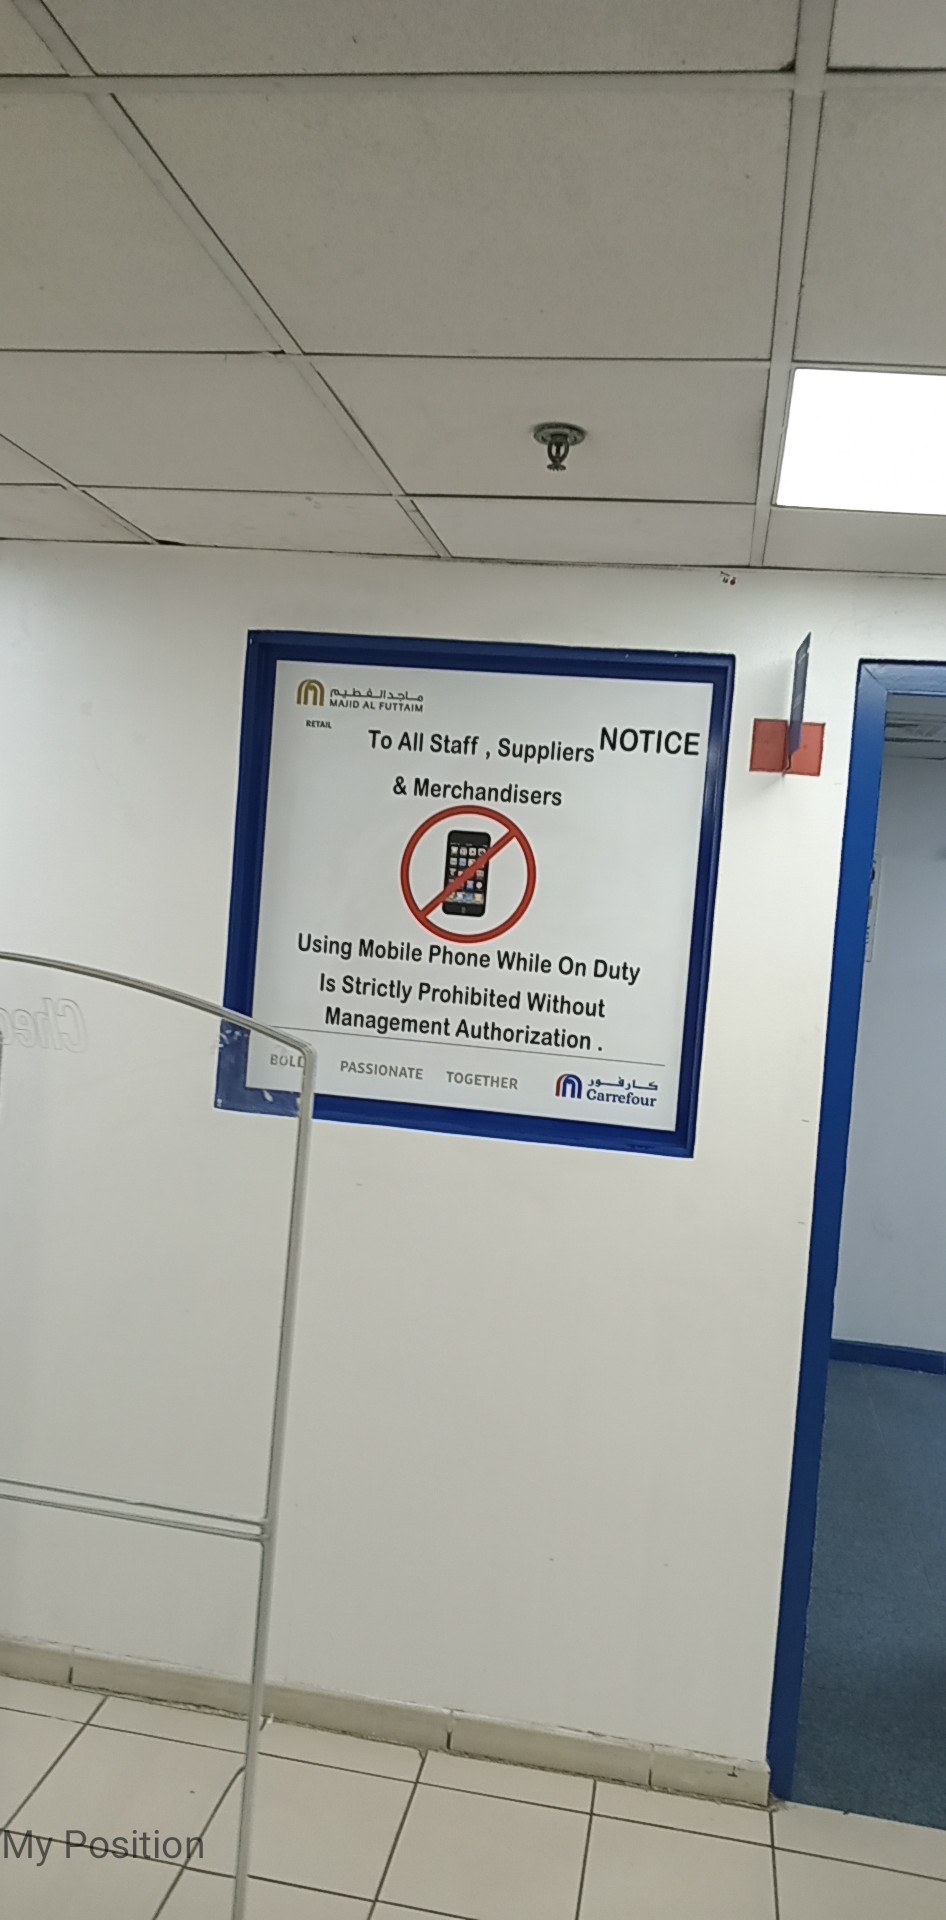 ماجد الفطيم
MAJID AL FUTTAIM
RETAIL
NOTICE
To All Staff , Suppliers
& Merchandisers
Using Mobile Phone While On Duty
Is Strictly Prohibited Without
Management Authorization .
BOLD PASSIONATE TOGETHER
كارفور
Carrefour
My Position